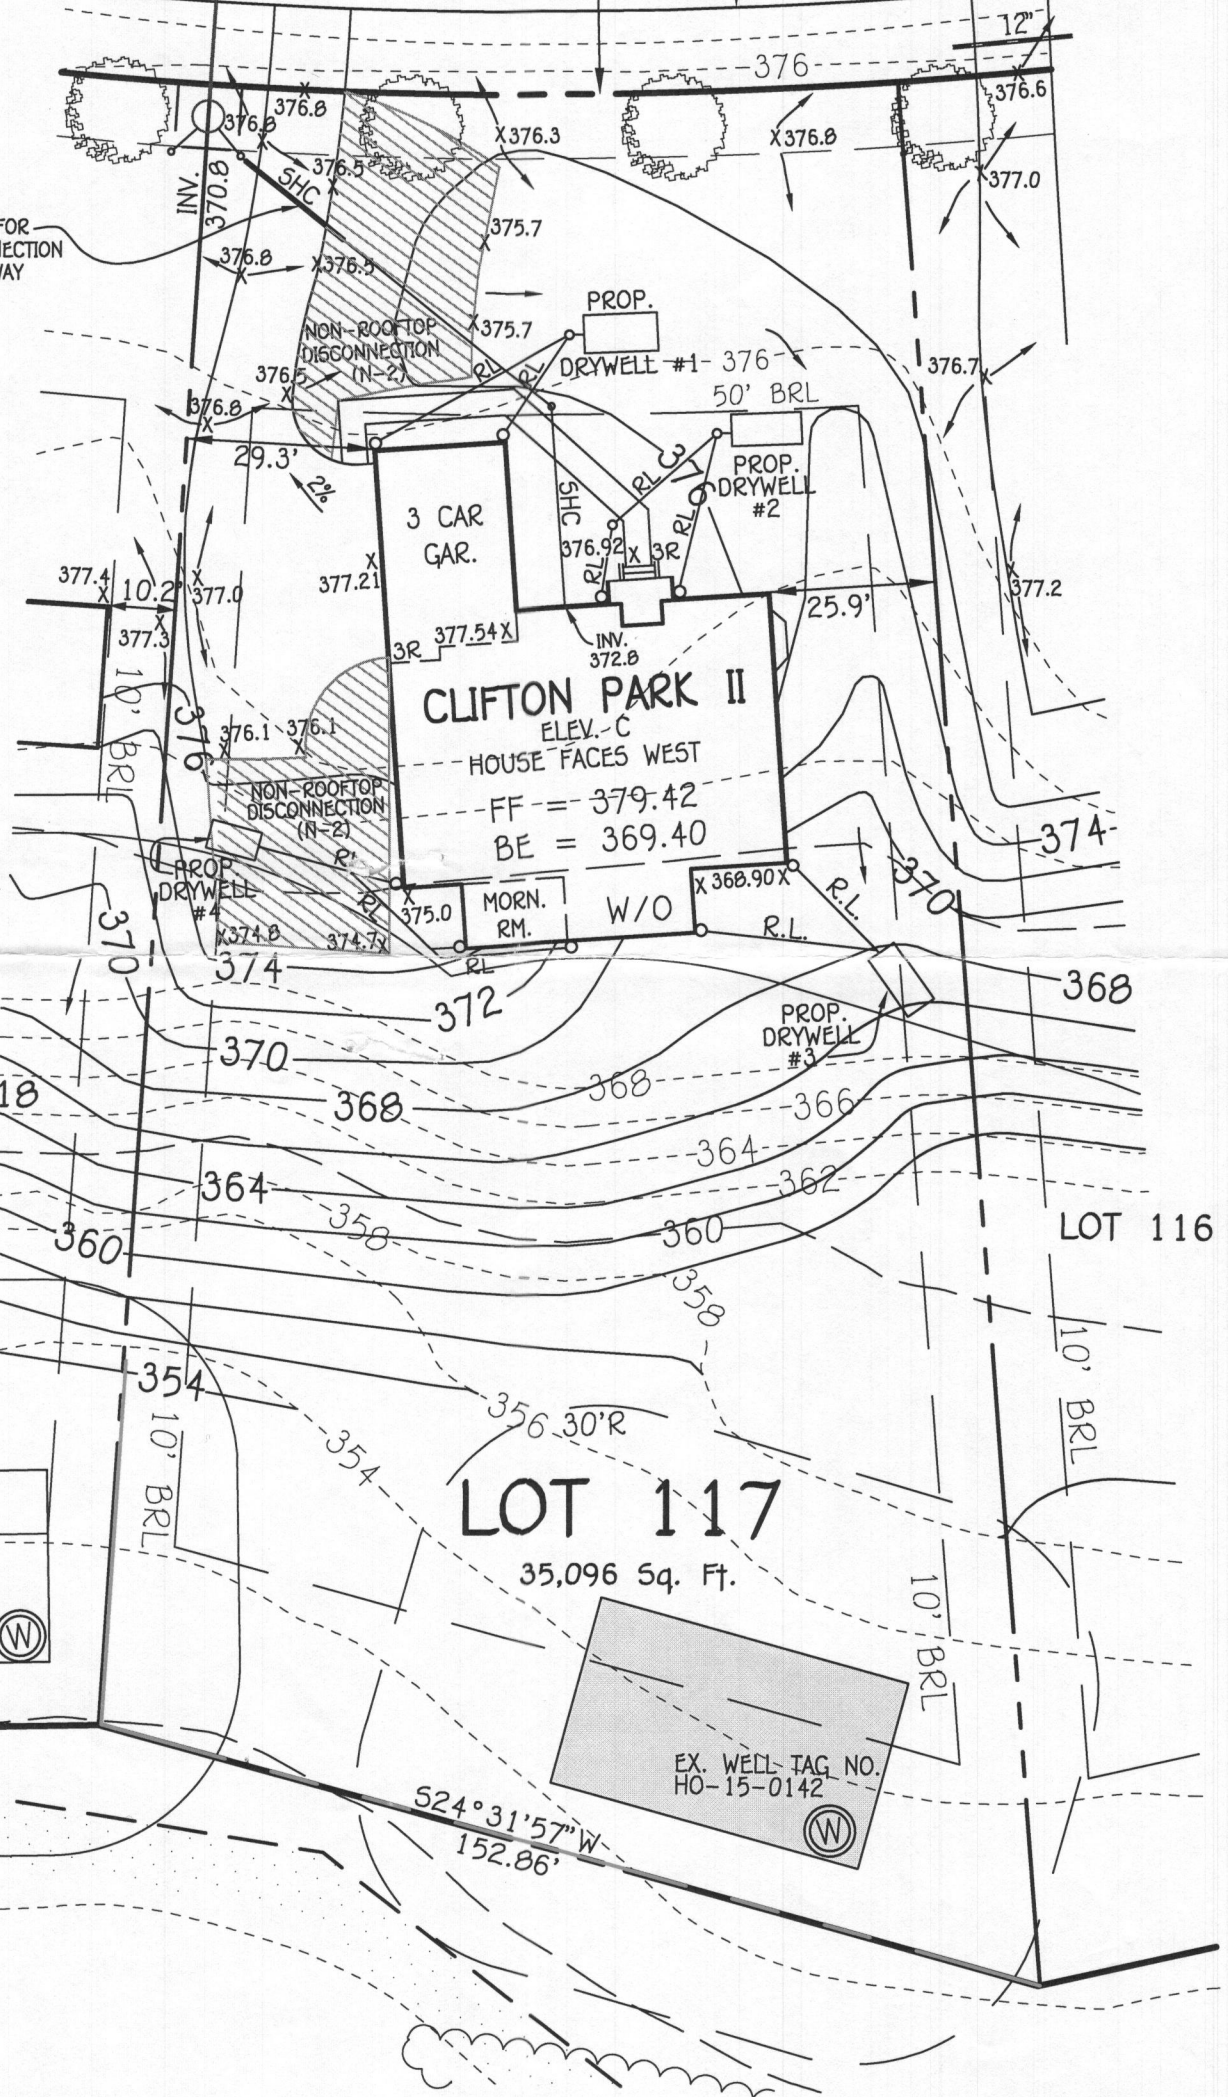 12"
376
376.6
376.8
376.8
376.3
376.8
376.5
377.0
SHC
INV.
370.8
FOR
375.7
376.8
376.5
PROP.
DRYWELL #1
NON-ROOFTOP
DISCONNECTION
(N-2)
375.7
RL
RL
376
376.7
376.5
50' BRL
376.8
29.3'
2%
376
RL
PROP.
DRYWELL
#2
3 CAR
GAR.
SHC
RL
376.92
3R
377.21
377.4
10.2'
377.0
RL
377.2
25.9'
377.3
377.54
INV.
372.8
3R
10' BRL
376
CLIFTON PARK II
ELEV.-C
HOUSE FACES WEST
376.1
376.1
FF = 379.42
BE = 369.40
NON-ROOFTOP
DISCONNECTION
(N-2)
374
PROP.
DRYWELL
#4
RL
375.0
MORN.
RM.
W/O
368.90
R.L.
370
370
374.8
374.7
R.L.
374
RL
372
368
PROP.
DRYWELL
#3
370
368
18
368
366
364
364
362
358
360
360
LOT 116
358
354
10' BRL
356
30'R
10' BRL
354
LOT 117
35,096 Sq. Ft.
10' BRL
W
EX. WELL TAG NO.
HO-15-0142
W
S24°31'57"W
152.86'